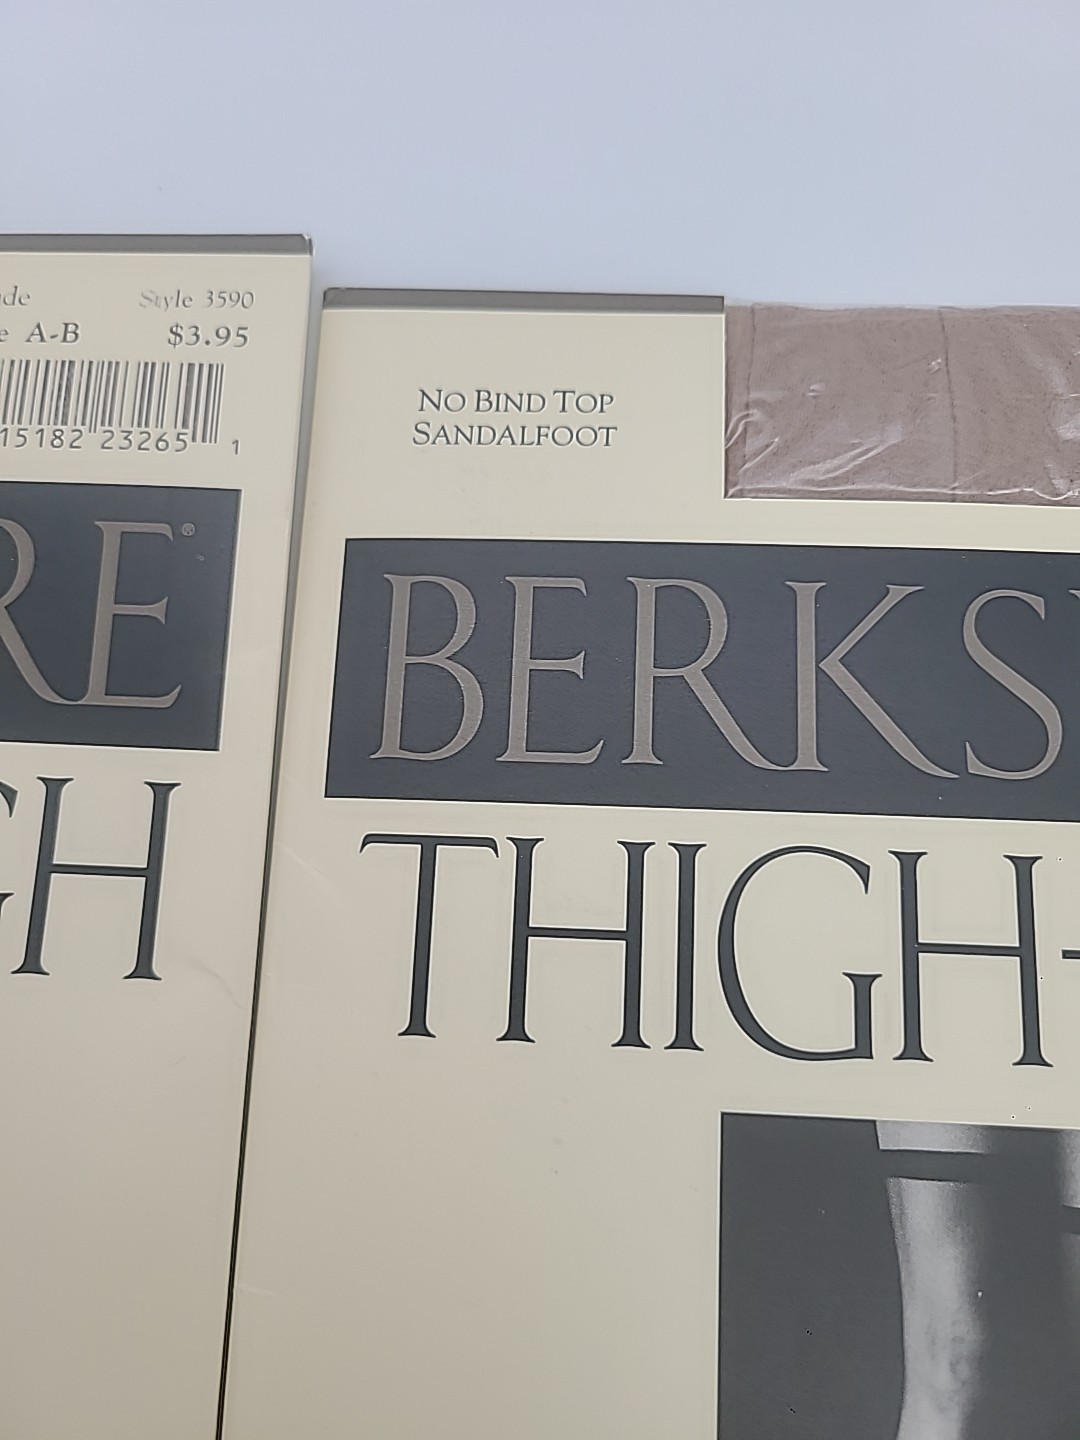 Style 3590
A-B $3.95
15182 23265 1
RE®
GH
NO BIND TOP
SANDALFOOT
BERKS
THIGH-